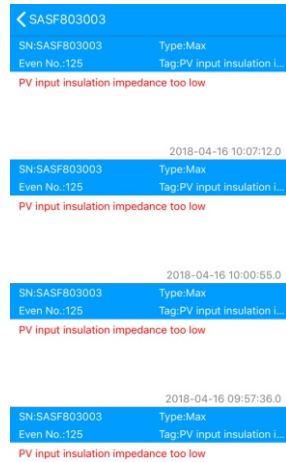 SASF803003
SN:SASF803003 Type:Max
Even No.:125 Tag:PV input insulation i...
PV input insulation impedance too low
2018-04-16 10:07:12.0
SN:SASF803003 Type:Max
Even No.:125 Tag:PV input insulation i...
PV input insulation impedance too low
2018-04-16 10:00:55.0
SN:SASF803003 Type:Max
Even No.:125 Tag:PV input insulation i...
PV input insulation impedance too low
2018-04-16 09:57:36.0
SN:SASF803003 Type:Max
Even No.:125 Tag:PV input insulation i...
PV input insulation impedance too low